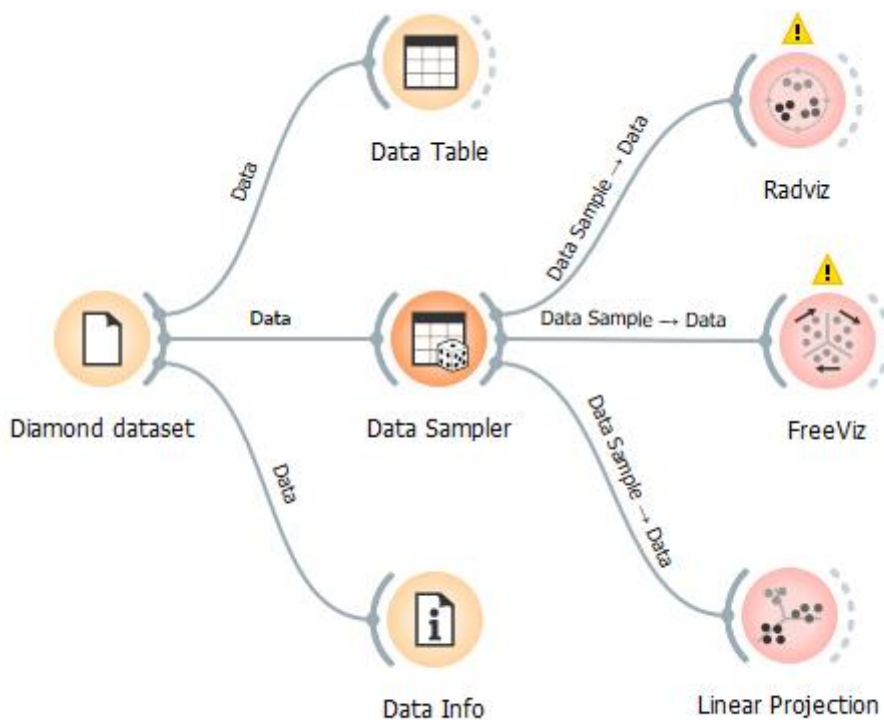 Data Table
Data
Data Sample → Data
Radviz
Data
Data Sample → Data
Diamond dataset
Data Sampler
FreeViz
Data
Data Sample → Data
Data Info
Linear Projection